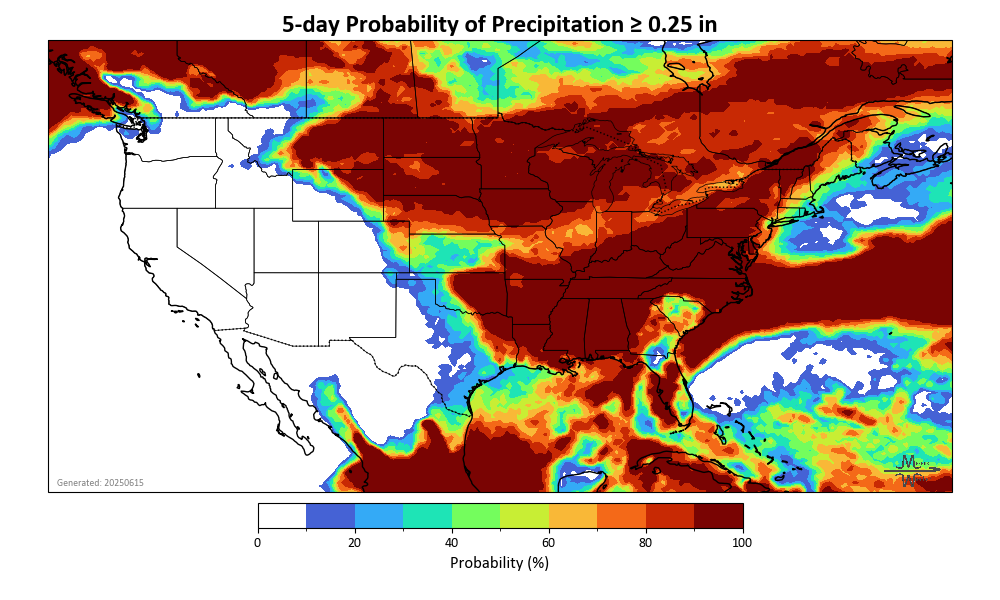 5-day Probability of Precipitation ≥ 0.25 in
Generated: 20250615
0 20 40 60 80 100
Probability (%)